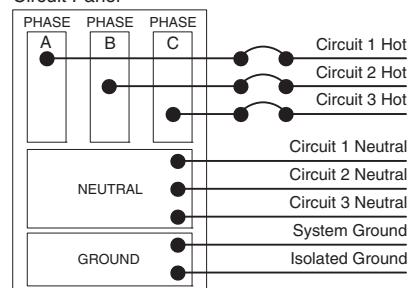 Circuit Panel
PHASE PHASE PHASE
A B C
Circuit 1 Hot
Circuit 2 Hot
Circuit 3 Hot
Circuit 1 Neutral
Circuit 2 Neutral
Circuit 3 Neutral
NEUTRAL
System Ground
Isolated Ground
GROUND